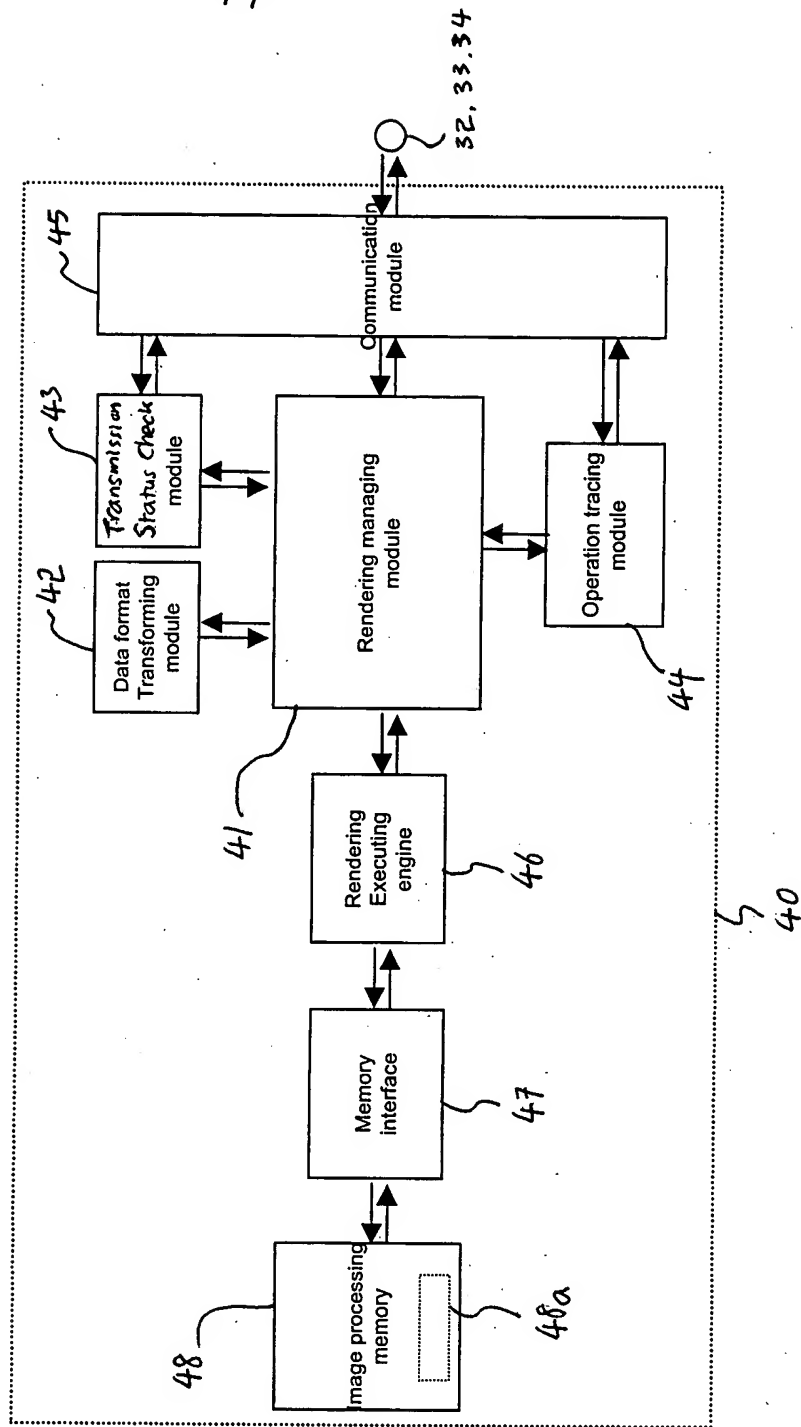 48
Image processing
memory
48a
Memory
interface
47
Rendering
Executing
engine
46
41
Rendering managing
module
42
Data format
Transforming
module
43
Transmission
Status Check
module
Operation tracing
module
44
45
Communication
module
32, 33, 34
40